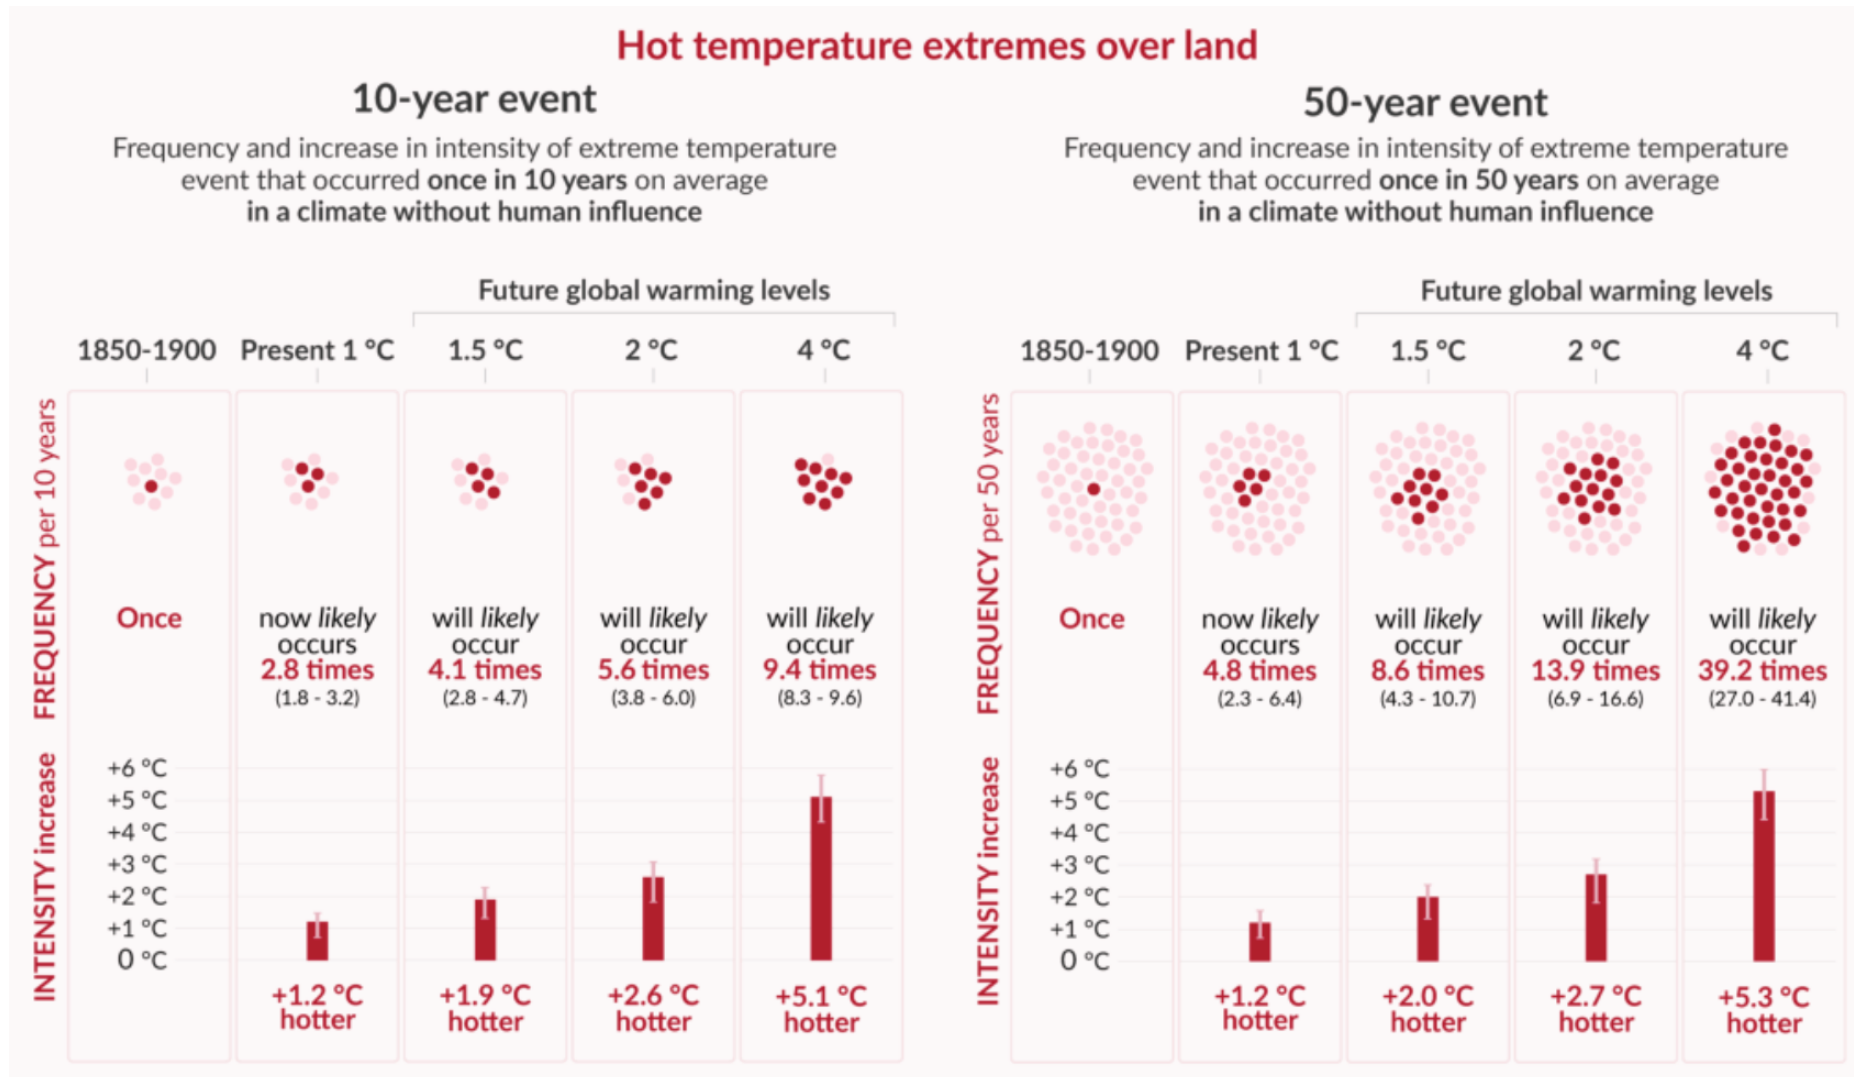 Hot temperature extremes over land
10-year event
Frequency and increase in intensity of extreme temperature
event that occurred once in 10 years on average
in a climate without human influence
Future global warming levels
1850-1900 Present 1 °C 1.5 °C 2 °C 4 °C
FREQUENCY per 10 years
Once
now likely
occurs
2.8 times
(1.8 - 3.2)
will likely
occur
4.1 times
(2.8 - 4.7)
will likely
occur
5.6 times
(3.8 - 6.0)
will likely
occur
9.4 times
(8.3 - 9.6)
INTENSITY increase
+6 °C
+5 °C
+4 °C
+3 °C
+2 °C
+1 °C
0 °C
+1.2 °C
hotter
+1.9 °C
hotter
+2.6 °C
hotter
+5.1 °C
hotter
50-year event
Frequency and increase in intensity of extreme temperature
event that occurred once in 50 years on average
in a climate without human influence
Future global warming levels
1850-1900 Present 1 °C 1.5 °C 2 °C 4 °C
FREQUENCY per 50 years
Once
now likely
occurs
4.8 times
(2.3 - 6.4)
will likely
occur
8.6 times
(4.3 - 10.7)
will likely
occur
13.9 times
(6.9 - 16.6)
will likely
occur
39.2 times
(27.0 - 41.4)
INTENSITY increase
+6 °C
+5 °C
+4 °C
+3 °C
+2 °C
+1 °C
0 °C
+1.2 °C
hotter
+2.0 °C
hotter
+2.7 °C
hotter
+5.3 °C
hotter